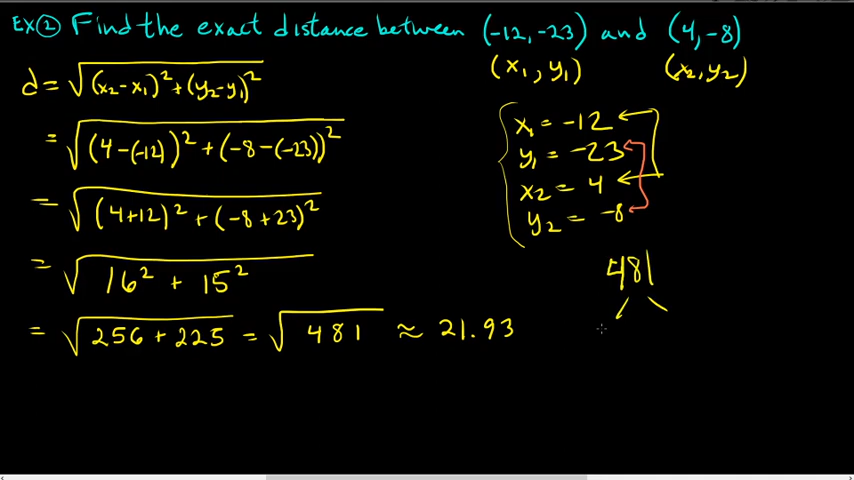 EX② Find the exact distance between (-12,-23) and (4,-8)
(x₁,y₁) (x₂,y₂)
d = √((x₂-x₁)²+(y₂-y₁)²)
= √((4-(-12))²+(-8-(-23))²)
= √((4+12)²+(-8+23)²)
= √(16² + 15²)
= √(256+225) = √481 ≈ 21.93
x₁ = -12
y₁ = -23
x₂ = 4
y₂ = -8
481